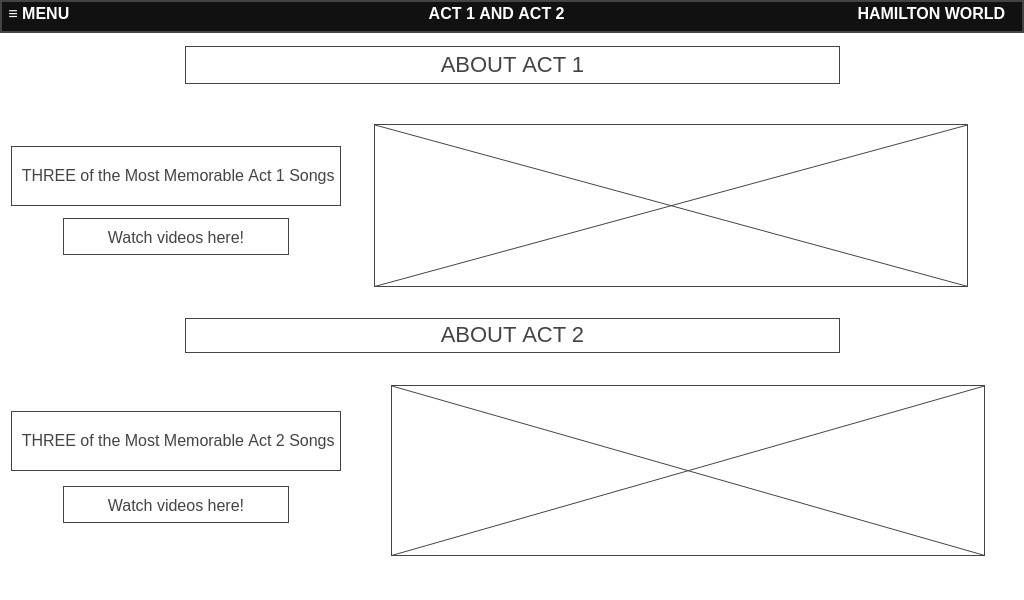 ≡ MENU
ACT 1 AND ACT 2
HAMILTON WORLD
ABOUT ACT 1
THREE of the Most Memorable Act 1 Songs
Watch videos here!
ABOUT ACT 2
THREE of the Most Memorable Act 2 Songs
Watch videos here!